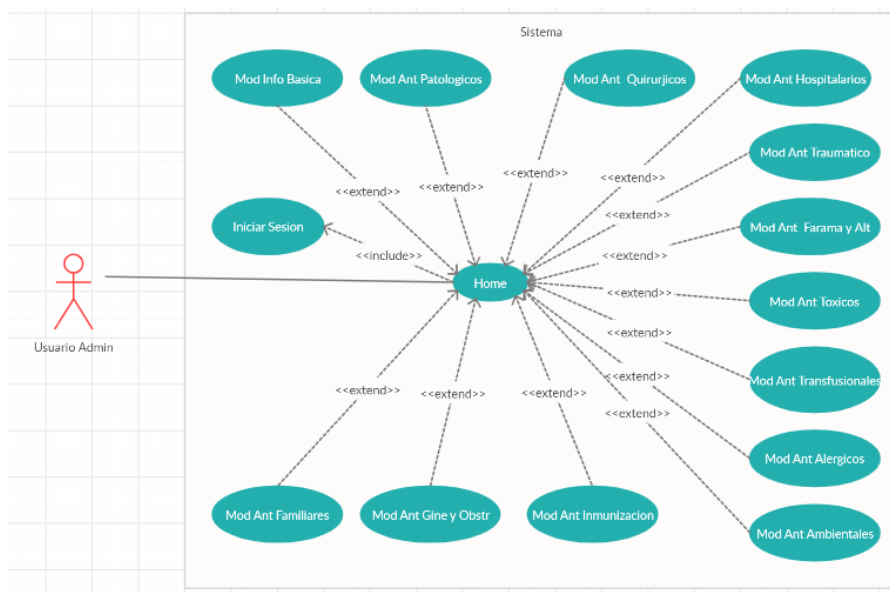 Sistema
Mod Info Basica
Mod Ant Patologicos
Mod Ant Quirurjicos
Mod Ant Hospitalarios
Mod Ant Traumatico
<<extend>>
<<extend>>
<<extend>>
<<extend>>
<<extend>>
Iniciar Sesion
Mod Ant Farama y Alt
<<include>>
<<extend>>
Home
<<extend>>
Mod Ant Toxicos
<<extend>>
Usuario Admin
Mod Ant Transfusionales
<<extend>>
<<extend>>
<<extend>>
<<extend>>
<<extend>>
Mod Ant Alergicos
Mod Ant Familiares
Mod Ant Gine y Obstr
Mod Ant Inmunizacion
Mod Ant Ambientales